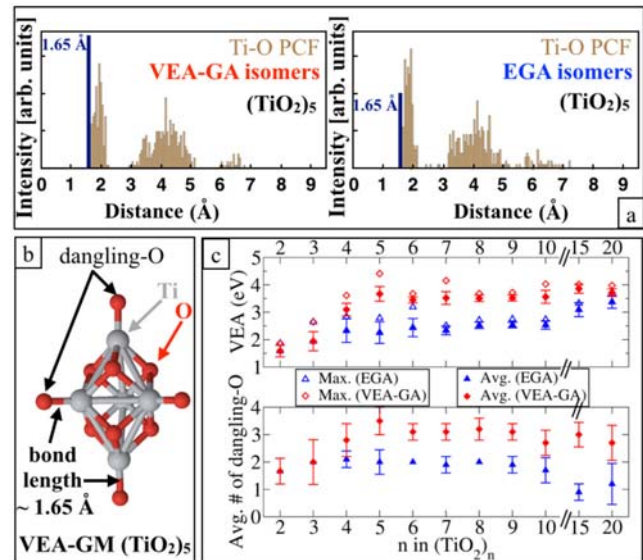 Intensity [arb. units]
1.65 Å
Ti-O PCF
VEA-GA isomers
(TiO₂)₅
0 1 2 3 4 5 6 7 8 9
Distance (Å)
Intensity [arb. units]
1.65 Å
Ti-O PCF
EGA isomers
(TiO₂)₅
0 1 2 3 4 5 6 7 8 9
Distance (Å)
a
b
dangling-O
Ti
O
bond
length
~ 1.65 Å
VEA-GM (TiO₂)₅
c
2 3 4 5 6 7 8 9 10 // 15 20
VEA (eV)
5
4
3
2
1
Max. (EGA)
Max. (VEA-GA)
Avg. (EGA)
Avg. (VEA-GA)
Avg. # of dangling-O
3
2
1
0
2 3 4 5 6 7 8 9 10 // 15 20
n in (TiO₂)ₙ